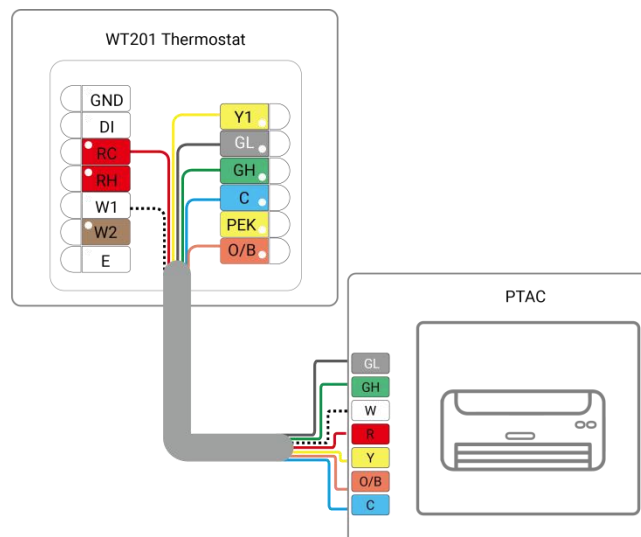 WT201 Thermostat
GND
DI
RC
RH
W1
W2
E
Y1
GL
GH
C
PEK
O/B
PTAC
GL
GH
W
R
Y
O/B
C